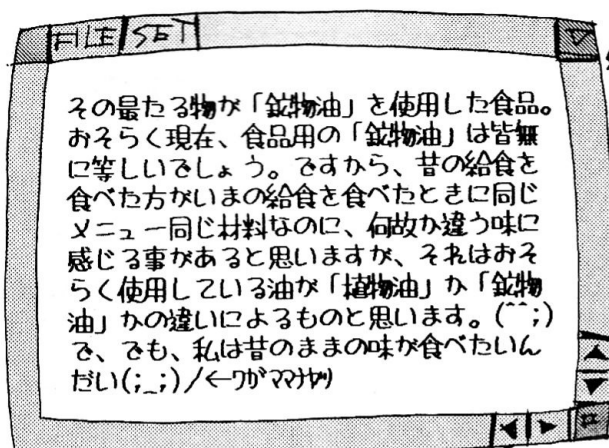 FILE SET
その最たる物が「鉱物油」を使用した食品。
おそらく現在、食品用の「鉱物油」は皆無
に等しいでしょう。ですから、昔の給食を
食べた方がいまの給食を食べたときに同じ
メニュー同じ材料なのに、何故か違う味に
感じる事があると思いますが、それはおそ
らく使用している油が「植物油」か「鉱物
油」かの違いによるものと思います。(^^;)
で、でも、私は昔のままの味が食べたいん
だい(;_;)/←ワガママナヤツ